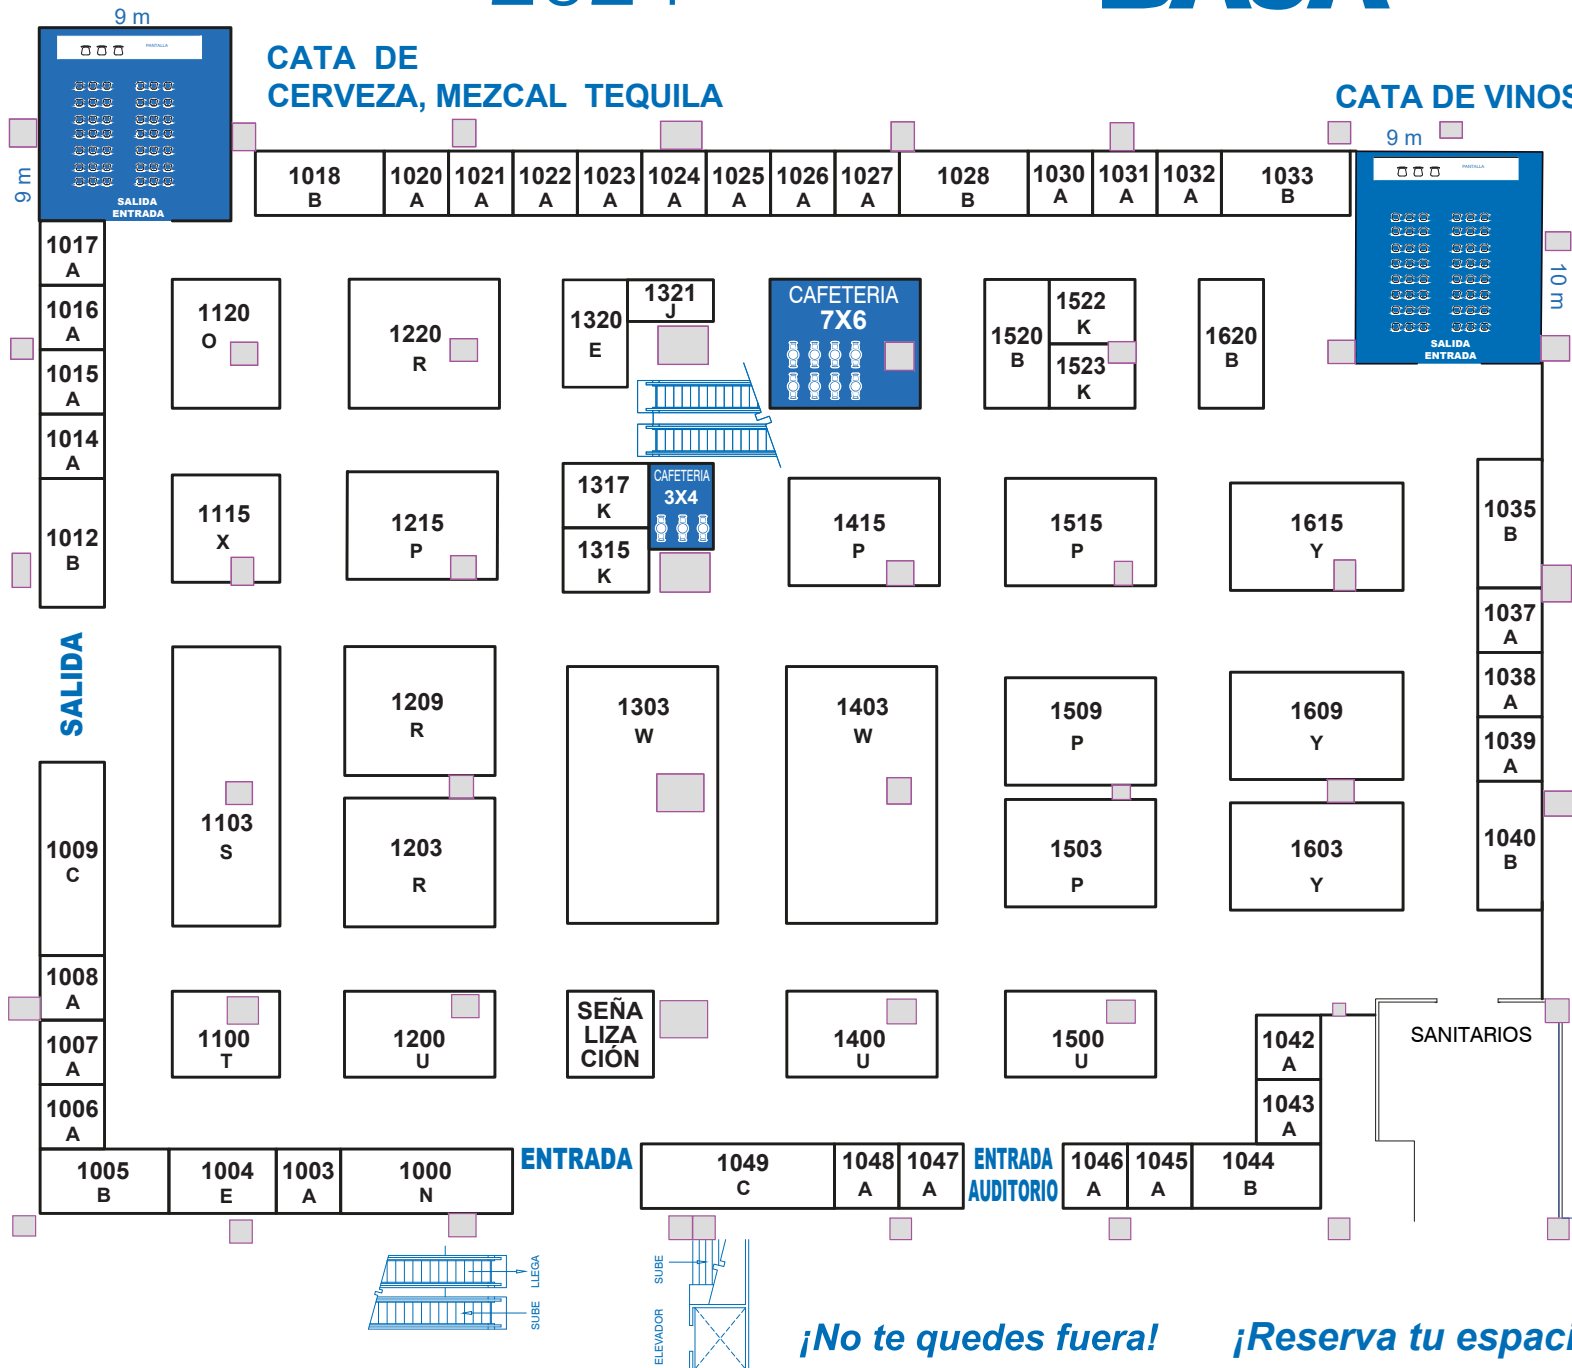 9 m
PANTALLA
CATA DE
CERVEZA, MEZCAL TEQUILA
CATA DE VINOS
9 m
9 m
SALIDA
ENTRADA
PANTALLA
10 m
SALIDA
ENTRADA
1018 B
1020 A
1021 A
1022 A
1023 A
1024 A
1025 A
1026 A
1027 A
1028 B
1030 A
1031 A
1032 A
1033 B
1017 A
1016 A
1015 A
1014 A
1012 B
1120 O
1220 R
1320 E
1321 J
CAFETERIA
7X6
1520 B
1522 K
1523 K
1620 B
1115 X
1215 P
1317 K
1315 K
CAFETERIA
3X4
1415 P
1515 P
1615 Y
1035 B
1037 A
1038 A
1039 A
1040 B
SALIDA
1009 C
1103 S
1209 R
1203 R
1303 W
1403 W
1509 P
1503 P
1609 Y
1603 Y
1008 A
1007 A
1006 A
1100 T
1200 U
SEÑA
LIZA
CIÓN
1400 U
1500 U
1042 A
1043 A
SANITARIOS
1005 B
1004 E
1003 A
1000 N
ENTRADA
1049 C
1048 A
1047 A
ENTRADA
AUDITORIO
1046 A
1045 A
1044 B
LLEGA
SUBE
SUBE
ELEVADOR
¡No te quedes fuera!
¡Reserva tu espaci